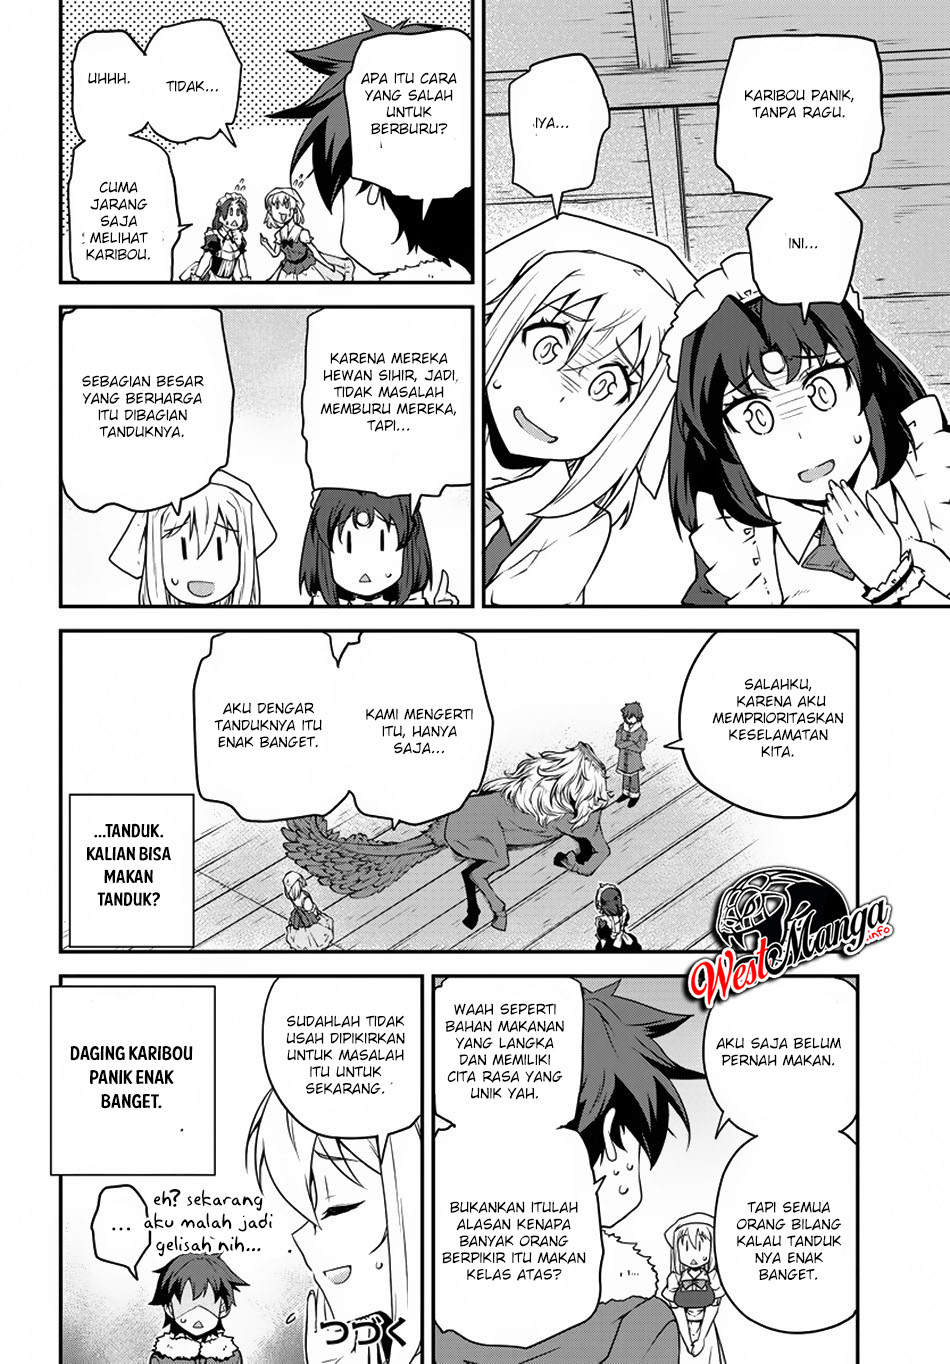 KARIBOU PANIK,
TANPA RAGU.
INI...
IYA...
APA ITU CARA
YANG SALAH
UNTUK
BERBURU?
TIDAK...
UHHH.
CUMA
JARANG
SAJA
MELIHAT
KARIBOU.
KARENA MEREKA
HEWAN SIHIR, JADI,
TIDAK MASALAH
MEMBURU MEREKA,
TAPI...
SEBAGIAN BESAR
YANG BERHARGA
ITU DIBAGIAN
TANDUKNYA.
SALAHKU,
KARENA AKU
MEMPRIORITASKAN
KESELAMATAN
KITA.
KAMI MENGERTI
ITU, HANYA
SAJA...
AKU DENGAR
TANDUKNYA ITU
ENAK BANGET.
...TANDUK.
KALIAN BISA
MAKAN
TANDUK?
WestManga
.info
AKU SAJA BELUM
PERNAH MAKAN.
TAPI SEMUA
ORANG BILANG
KALAU TANDUK
NYA ENAK
BANGET.
WAAH SEPERTI
BAHAN MAKANAN
YANG LANGKA
DAN MEMILIKI
CITA RASA YANG
UNIK YAH.
BUKANKAN ITULAH
ALASAN KENAPA
BANYAK ORANG
BERPIKIR ITU MAKAN
KELAS ATAS?
SUDAHLAH TIDAK
USAH DIPIKIRKAN
UNTUK MASALAH
ITU UNTUK
SEKARANG.
DAGING KARIBOU
PANIK ENAK
BANGET.
...
eh? sekarang
aku malah jadi
gelisah nih...
つづく